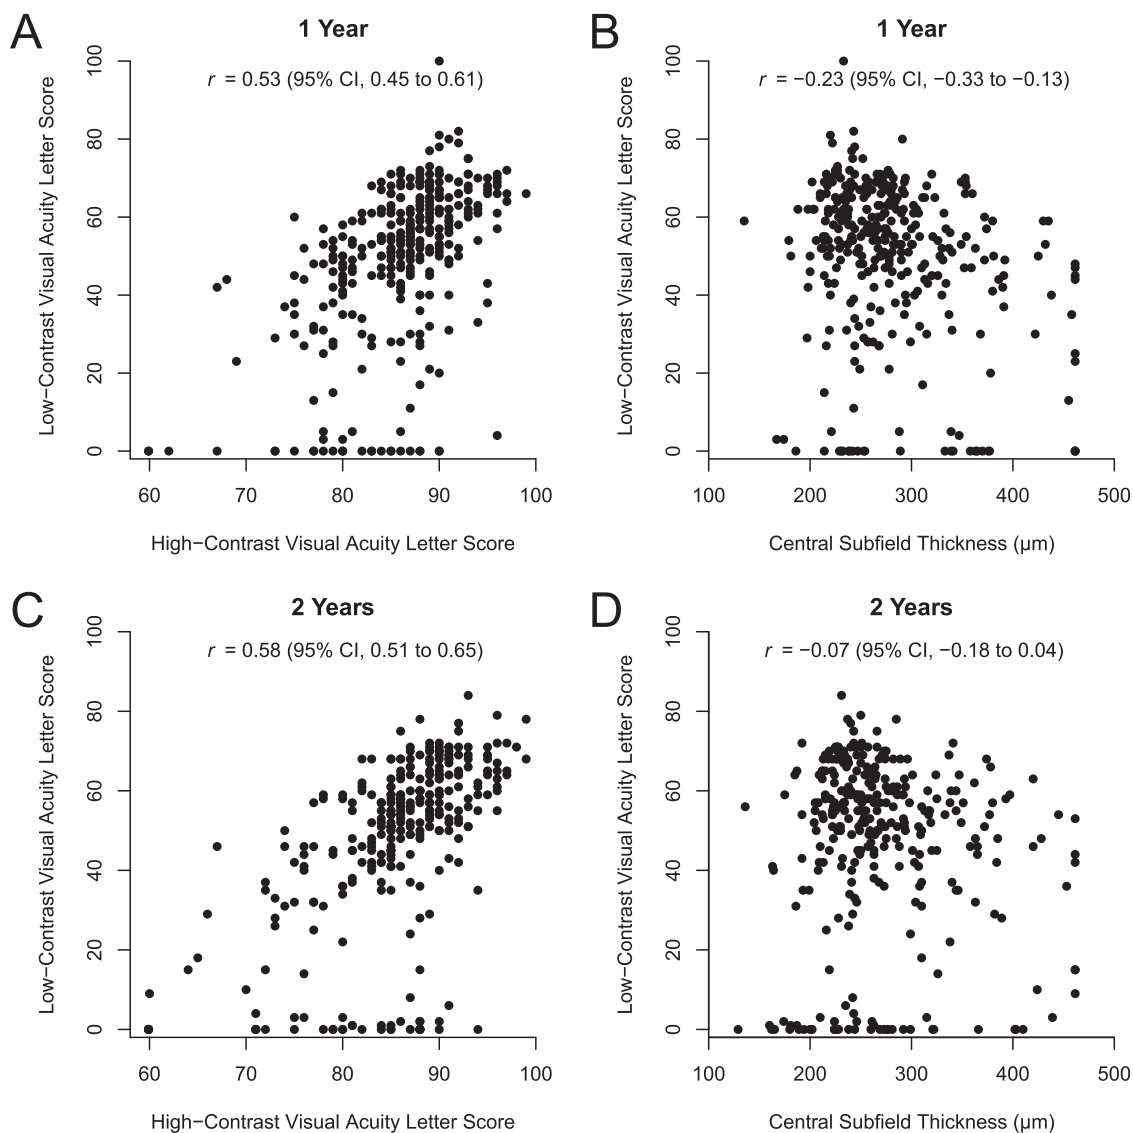 A
1 Year
r = 0.53 (95% CI, 0.45 to 0.61)
Low−Contrast Visual Acuity Letter Score
0 20 40 60 80 100
60 70 80 90 100
High−Contrast Visual Acuity Letter Score
B
1 Year
r = −0.23 (95% CI, −0.33 to −0.13)
Low−Contrast Visual Acuity Letter Score
0 20 40 60 80 100
100 200 300 400 500
Central Subfield Thickness (μm)
C
2 Years
r = 0.58 (95% CI, 0.51 to 0.65)
Low−Contrast Visual Acuity Letter Score
0 20 40 60 80 100
60 70 80 90 100
High−Contrast Visual Acuity Letter Score
D
2 Years
r = −0.07 (95% CI, −0.18 to 0.04)
Low−Contrast Visual Acuity Letter Score
0 20 40 60 80 100
100 200 300 400 500
Central Subfield Thickness (μm)